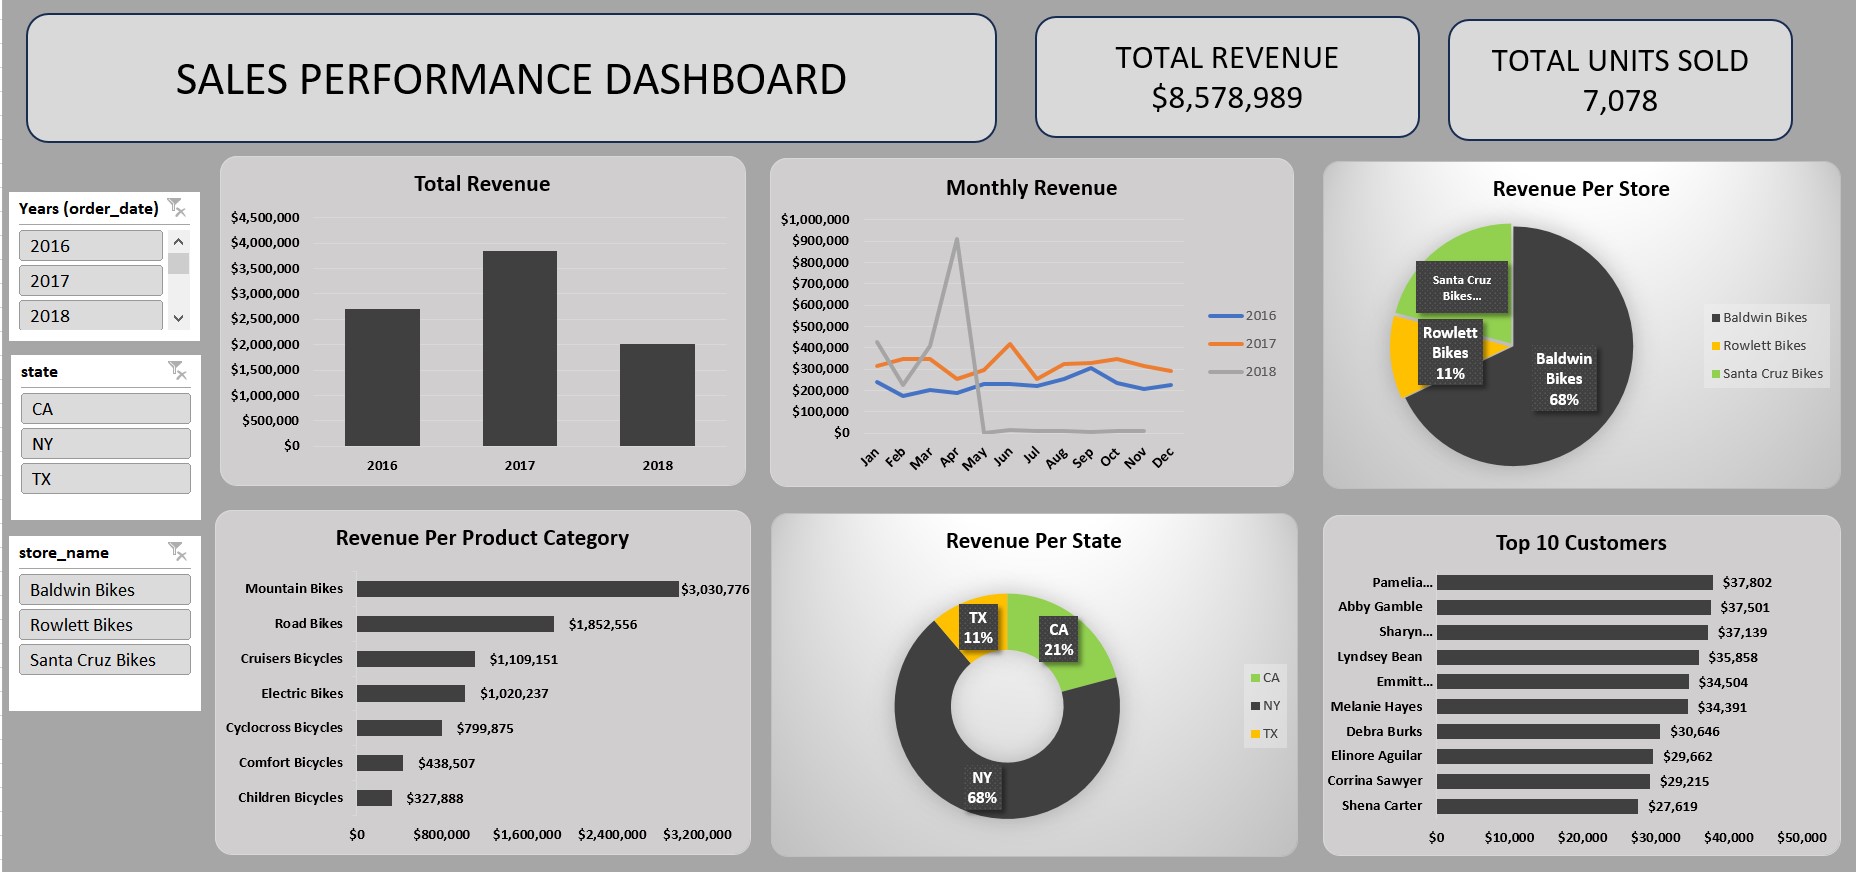 SALES PERFORMANCE DASHBOARD
TOTAL REVENUE
$8,578,989
TOTAL UNITS SOLD
7,078
Years (order_date)
2016
2017
2018
state
CA
NY
TX
store_name
Baldwin Bikes
Rowlett Bikes
Santa Cruz Bikes
Total Revenue
$4,500,000
$4,000,000
$3,500,000
$3,000,000
$2,500,000
$2,000,000
$1,500,000
$1,000,000
$500,000
$0
2016 2017 2018
Monthly Revenue
$1,000,000
$900,000
$800,000
$700,000
$600,000
$500,000
$400,000
$300,000
$200,000
$100,000
$0
Jan Feb Mar Apr May Jun Jul Aug Sep Oct Nov Dec
2016
2017
2018
Revenue Per Store
Santa Cruz
Bikes...
Rowlett
Bikes
11%
Baldwin
Bikes
68%
Baldwin Bikes
Rowlett Bikes
Santa Cruz Bikes
Revenue Per Product Category
Mountain Bikes $3,030,776
Road Bikes $1,852,556
Cruisers Bicycles $1,109,151
Electric Bikes $1,020,237
Cyclocross Bicycles $799,875
Comfort Bicycles $438,507
Children Bicycles $327,888
$0 $800,000 $1,600,000 $2,400,000 $3,200,000
Revenue Per State
TX
11%
CA
21%
NY
68%
CA
NY
TX
Top 10 Customers
Pamelia... $37,802
Abby Gamble $37,501
Sharyn... $37,139
Lyndsey Bean $35,858
Emmitt... $34,504
Melanie Hayes $34,391
Debra Burks $30,646
Elinore Aguilar $29,662
Corrina Sawyer $29,215
Shena Carter $27,619
$0 $10,000 $20,000 $30,000 $40,000 $50,000